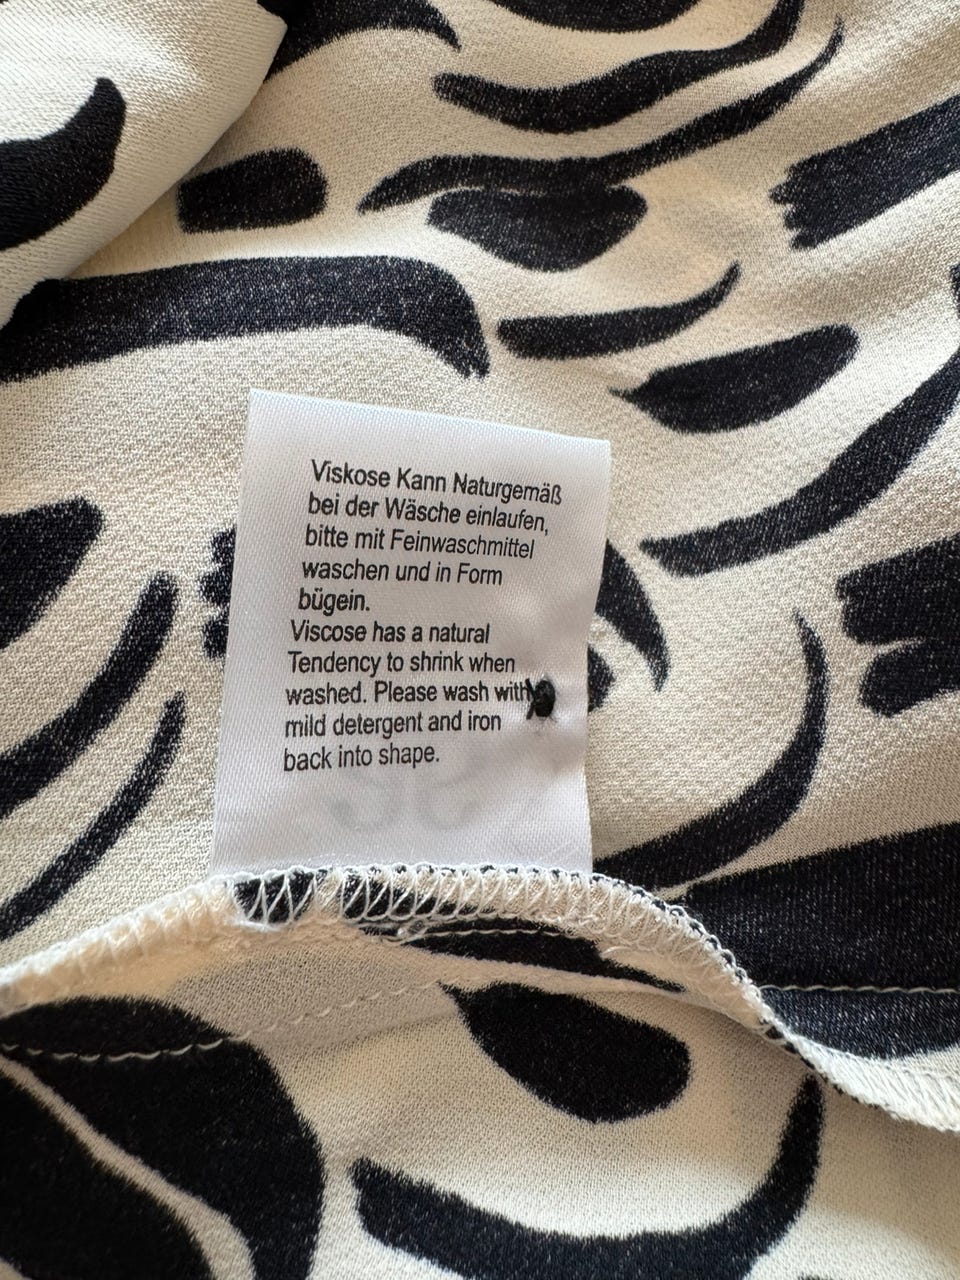 Viskose Kann Naturgemäß
bei der Wäsche einlaufen,
bitte mit Feinwaschmittel
waschen und in Form
bügein.
Viscose has a natural
Tendency to shrink when
washed. Please wash with
mild detergent and iron
back into shape.